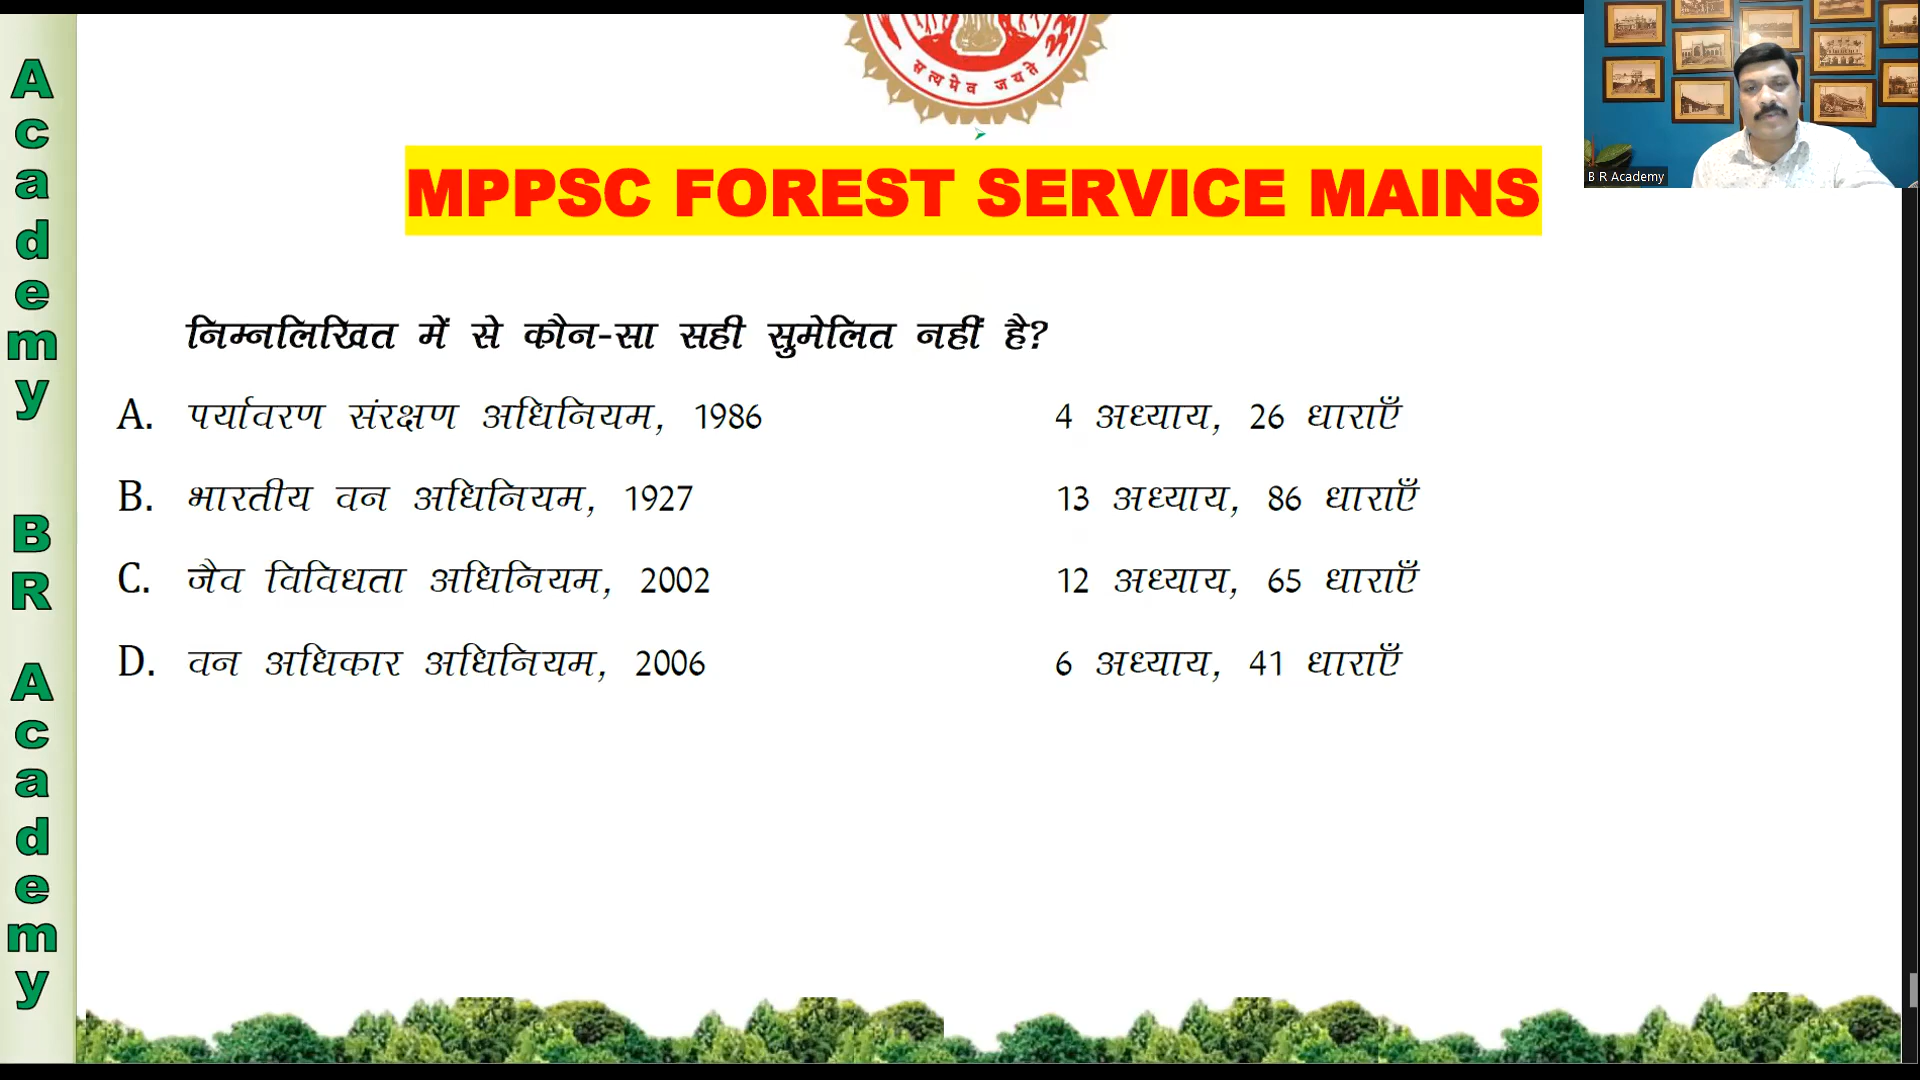 सत्यमेव जयते
B R Academy
MPPSC FOREST SERVICE MAINS
निम्नलिखित में से कौन-सा सही सुमेलित नहीं है?
A. पर्यावरण संरक्षण अधिनियम, 1986 4 अध्याय, 26 धाराएँ
B. भारतीय वन अधिनियम, 1927 13 अध्याय, 86 धाराएँ
C. जैव विविधता अधिनियम, 2002 12 अध्याय, 65 धाराएँ
D. वन अधिकार अधिनियम, 2006 6 अध्याय, 41 धाराएँ
Academy
BR
Academy